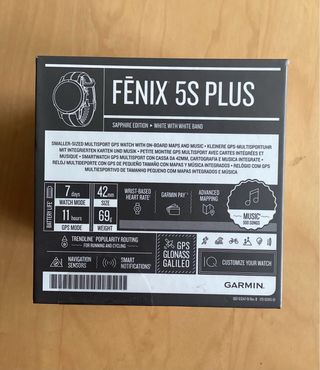 FĒNIX® 5S PLUS
SAPPHIRE EDITION • WHITE WITH WHITE BAND
SMALLER-SIZED MULTISPORT GPS WATCH WITH ON-BOARD MAPS AND MUSIC • KLEINERE GPS-MULTISPORTUHR
MIT INTEGRIERTEN KARTEN UND MUSIK • PETITE MONTRE GPS MULTISPORT AVEC CARTES INTÉGRÉES ET
MUSIQUE • SMARTWATCH GPS MULTISPORT CON CASSA DA 42MM, CARTOGRAFIA E MUSICA INTEGRATE •
RELOJ MULTIDEPORTE CON GPS DE PEQUEÑO TAMAÑO CON MAPAS Y MÚSICA INTEGRADOS • RELÓGIO COM GPS
MULTIDESPORTIVO DE TAMANHO PEQUENO COM MAPAS INTEGRADOS E MÚSICA
BATTERY LIFE
7
days
WATCH MODE
11
hours
GPS MODE
42mm
SIZE
69g
WEIGHT
WRIST-BASED
HEART RATE
GARMIN PAY
ADVANCED
MAPPING
MUSIC
500 SONGS
TRENDLINE POPULARITY ROUTING
FOR RUNNING AND CYCLING
GPS
GLONASS
GALILEO
NAVIGATION
SENSORS
SMART
NOTIFICATIONS
IQ
CUSTOMIZE YOUR WATCH
GARMIN.